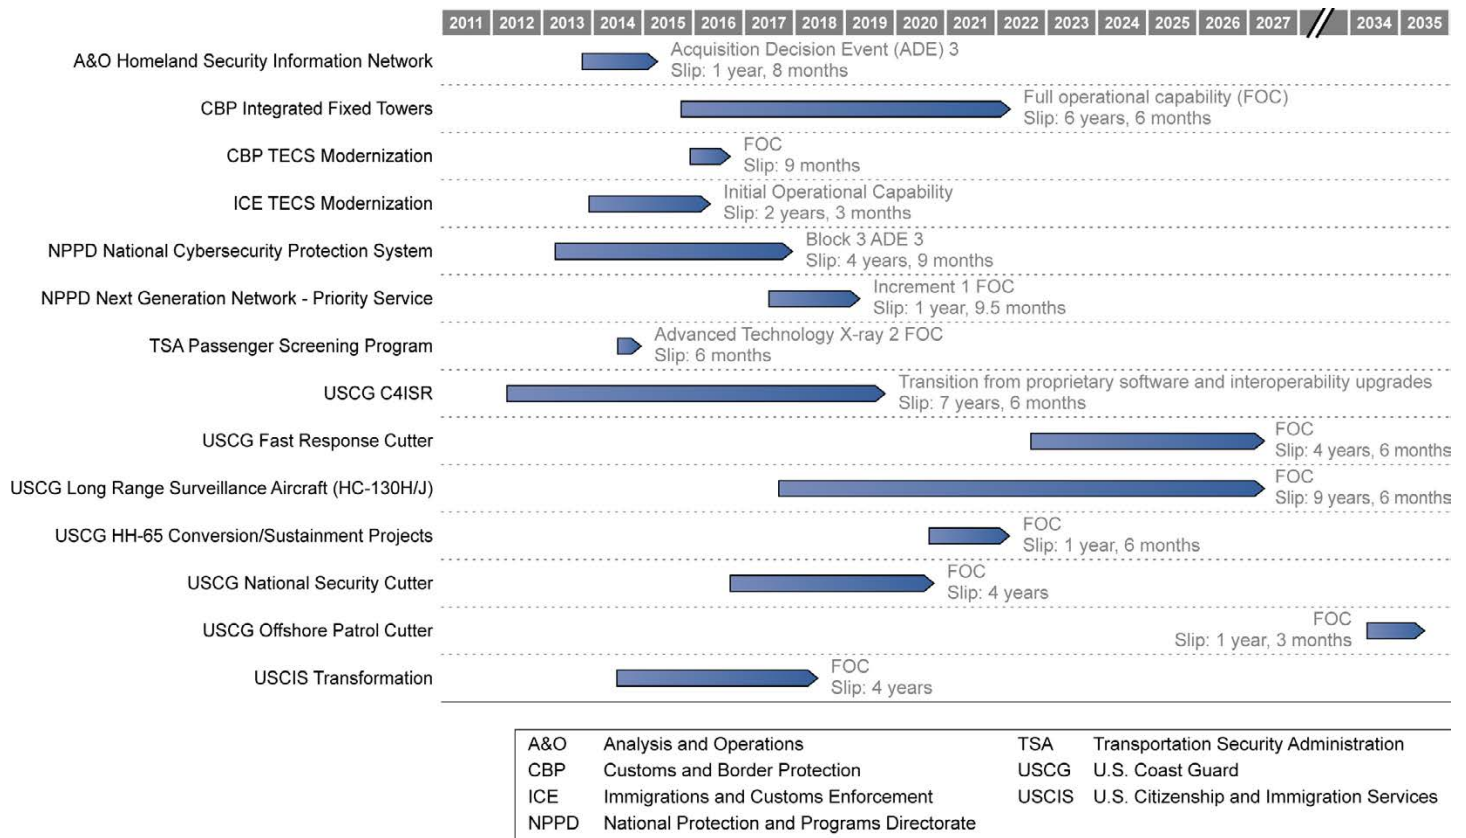 2011 2012 2013 2014 2015 2016 2017 2018 2019 2020 2021 2022 2023 2024 2025 2026 2027 // 2034 2035
A&O Homeland Security Information Network
Acquisition Decision Event (ADE) 3
Slip: 1 year, 8 months
CBP Integrated Fixed Towers
Full operational capability (FOC)
Slip: 6 years, 6 months
CBP TECS Modernization
FOC
Slip: 9 months
ICE TECS Modernization
Initial Operational Capability
Slip: 2 years, 3 months
NPPD National Cybersecurity Protection System
Block 3 ADE 3
Slip: 4 years, 9 months
NPPD Next Generation Network - Priority Service
Increment 1 FOC
Slip: 1 year, 9.5 months
TSA Passenger Screening Program
Advanced Technology X-ray 2 FOC
Slip: 6 months
USCG C4ISR
Transition from proprietary software and interoperability upgrades
Slip: 7 years, 6 months
USCG Fast Response Cutter
FOC
Slip: 4 years, 6 months
USCG Long Range Surveillance Aircraft (HC-130H/J)
FOC
Slip: 9 years, 6 months
USCG HH-65 Conversion/Sustainment Projects
FOC
Slip: 1 year, 6 months
USCG National Security Cutter
FOC
Slip: 4 years
USCG Offshore Patrol Cutter
FOC
Slip: 1 year, 3 months
USCIS Transformation
FOC
Slip: 4 years
A&O Analysis and Operations
CBP Customs and Border Protection
ICE Immigrations and Customs Enforcement
NPPD National Protection and Programs Directorate
TSA Transportation Security Administration
USCG U.S. Coast Guard
USCIS U.S. Citizenship and Immigration Services